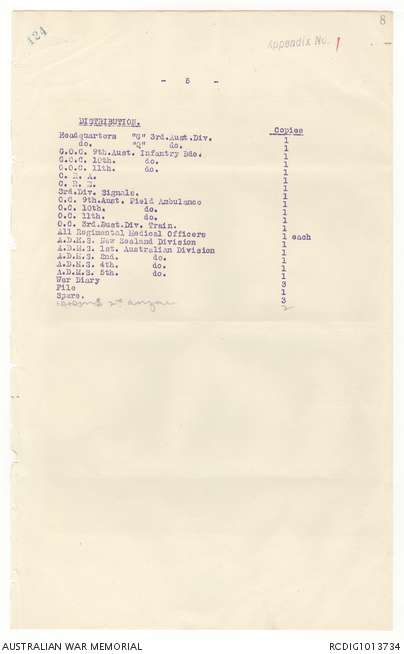 124
8
Appendix No. 1
- 5 -
DISTRIBUTION.
Copies
Headquarters "G" 3rd.Aust.Div. 1
do. "Q" do. 1
G.O.C. 9th.Aust. Infantry Bde. 1
G.O.C. 10th. do. 1
G.O.C. 11th. do. 1
C. R. A. 1
C. R. E. 1
3rd.Div. Signals. 1
O.C. 9th.Aust. Field Ambulance 1
O.C. 10th. do. 1
O.C. 11th. do. 1
O.C. 3rd.Dust.Div. Train. 1
All Regimental Medical Officers 1 each
A.D.M.S. New Zealand Division 1
A.D.M.S. 1st. Australian Division 1
A.D.M.S. 2nd. do. 1
A.D.M.S. 4th. do. 1
A.D.M.S. 5th. do. 1
War Diary 3
File 1
Spare. 3
2nd Anzac 2
AUSTRALIAN WAR MEMORIAL
RCDIG1013734